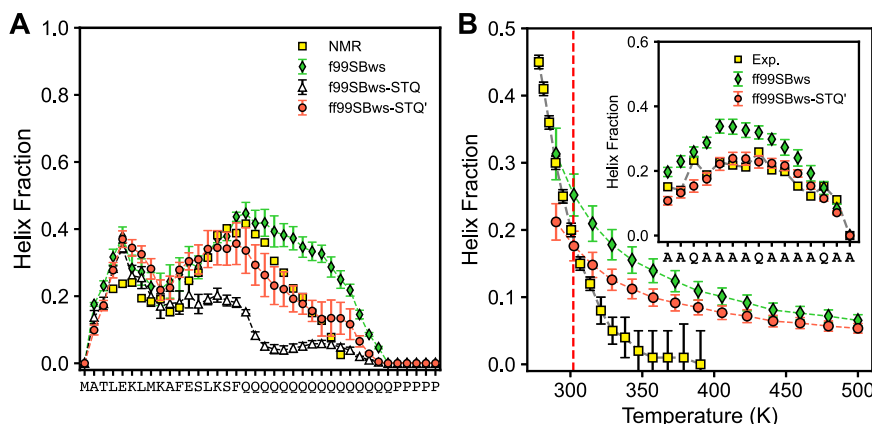 A
1.0
0.8
0.6
0.4
0.2
0.0
Helix Fraction
NMR
f99SBws
f99SBws-STQ
ff99SBws-STQ'
MATLEKLMKAFESLKSFQQQQQQQQQQQQQQQQPPPPP
B
0.5
0.4
0.3
0.2
0.1
0.0
Helix Fraction
300
350
400
450
500
Temperature (K)
0.6
0.4
0.2
0.0
Helix Fraction
Exp.
ff99SBws
ff99SBws-STQ'
AAQAAAAQAAAAQAA